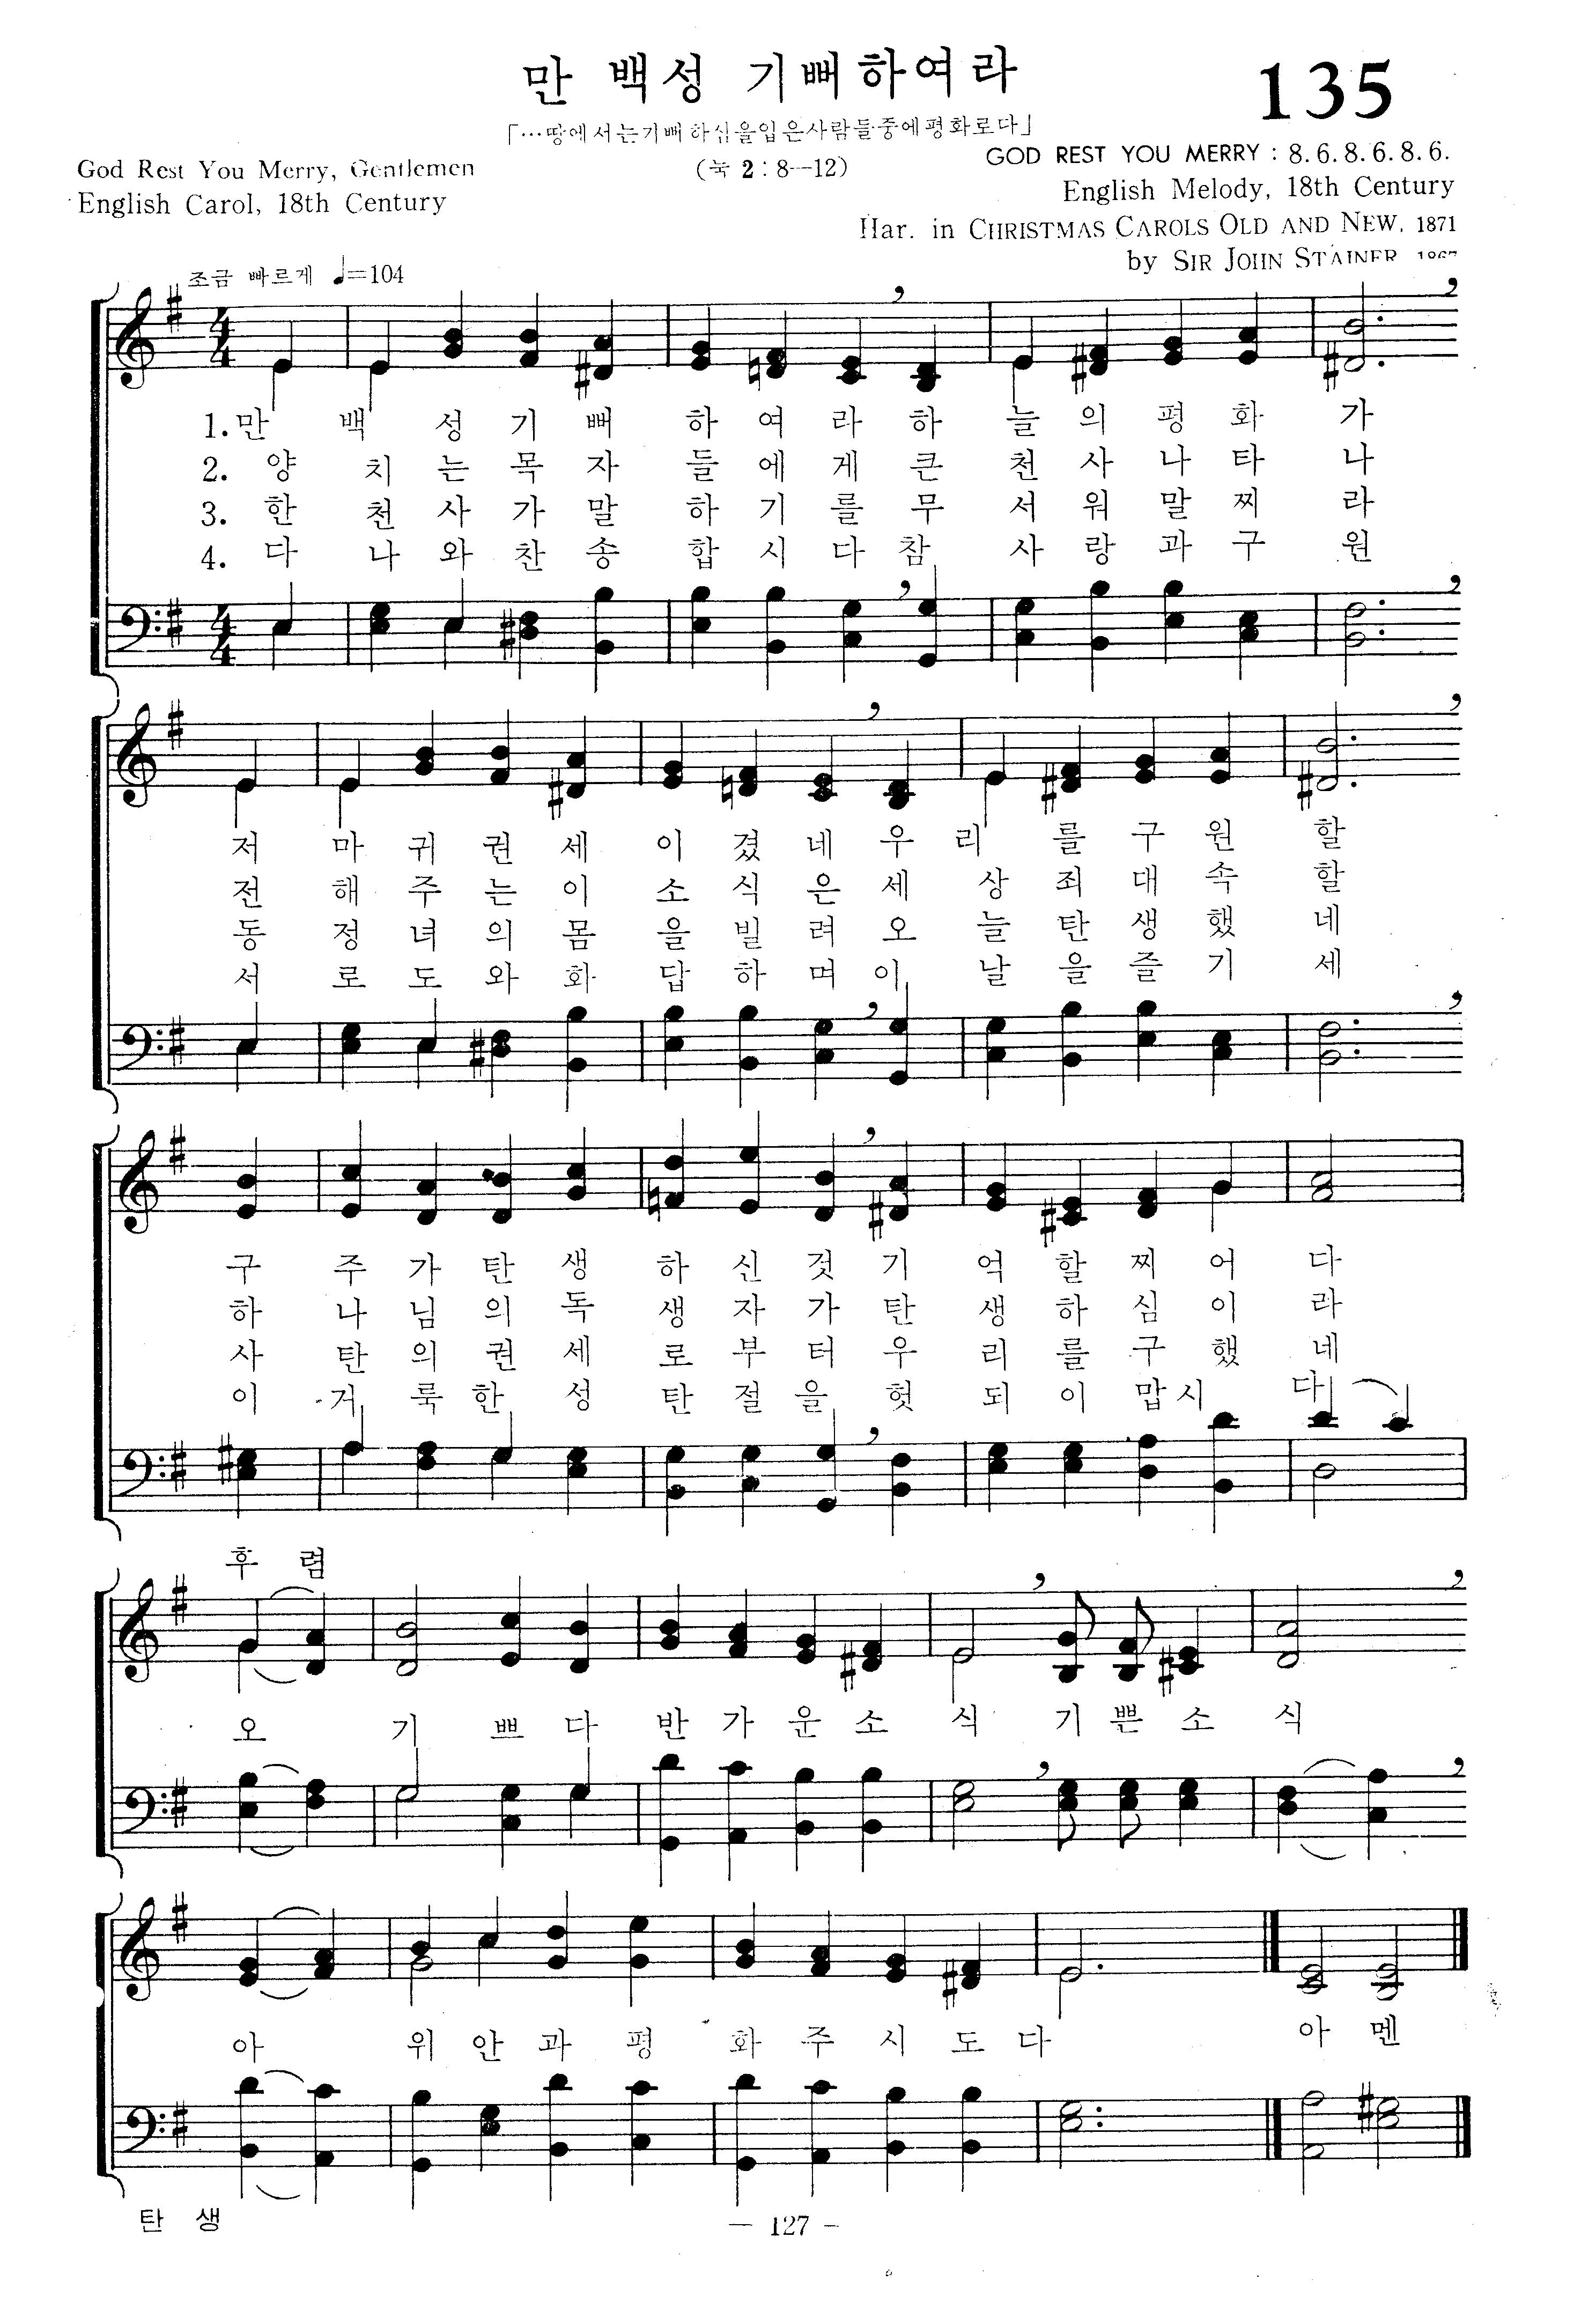 만 백성 기뻐하여라
135
「…땅에서는기뻐하심을입은사람들중에평화로다」
(눅 2 : 8—12)
God Rest You Merry, Gentlemen
English Carol, 18th Century
GOD REST YOU MERRY : 8.6.8.6.8.6.
English Melody, 18th Century
Har. in CHRISTMAS CAROLS OLD AND NEW, 1871
by SIR JOHN STAINER, 1867
조금 빠르게 ♩=104
1. 만 백 성 기 뻐 하 여 라 하 늘 의 평 화 가
2. 양 치 는 목 자 들 에 게 큰 천 사 나 타 나
3. 한 천 사 가 말 하 기 를 무 서 워 말 찌 라
4. 다 나 와 찬 송 합 시 다 참 사 랑 과 구 원
저 마 귀 권 세 이 겼 네 우 리 를 구 원 할
전 해 주 는 이 소 식 은 세 상 죄 대 속 할
동 정 녀 의 몸 을 빌 려 오 늘 탄 생 했 네
서 로 도 와 화 답 하 며 이 날 을 즐 기 세
구 주 가 탄 생 하 신 것 기 억 할 찌 어 다
하 나 님 의 독 생 자 가 탄 생 하 심 이 라
사 탄 의 권 세 로 부 터 우 리 를 구 했 네
이 거 룩 한 성 탄 절 을 헛 되 이 맙 시 다
후 렴
오 기 쁘 다 반 가 운 소 식 기 쁜 소 식
아 위 안 과 평 화 주 시 도 다 아 멘
탄 생
— 127 -